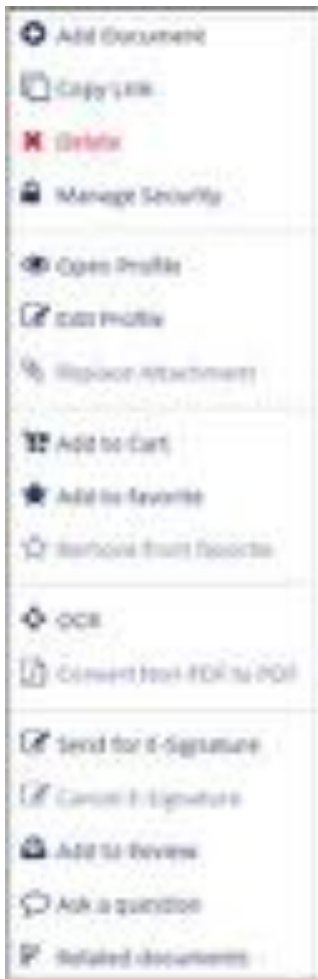 Add Document
Copy Link
Delete
Manage Security
Open Profile
Edit Profile
Replace Attachment
Add to Cart
Add to favorite
Remove from favorite
OCR
Convert Non-PDF to PDF
Send for E-Signature
Cancel E-Signature
Add to Review
Ask a question
Related documents